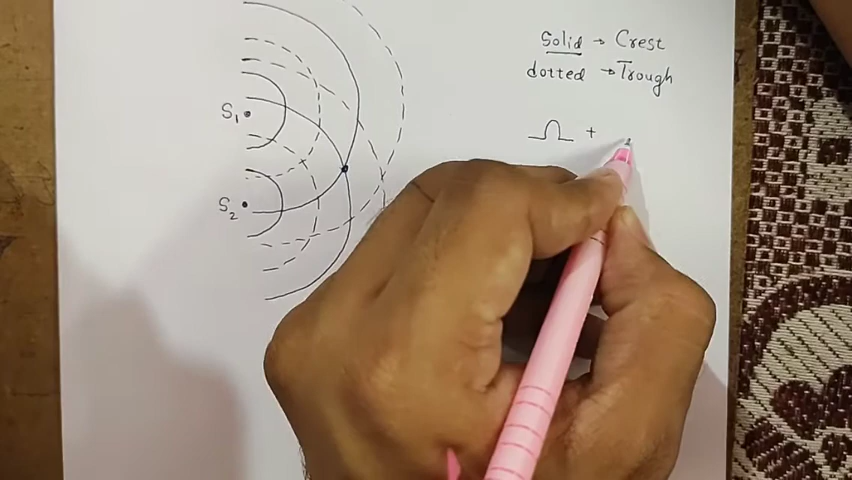 Solid → Crest
dotted → Trough
S₁
+
S₂